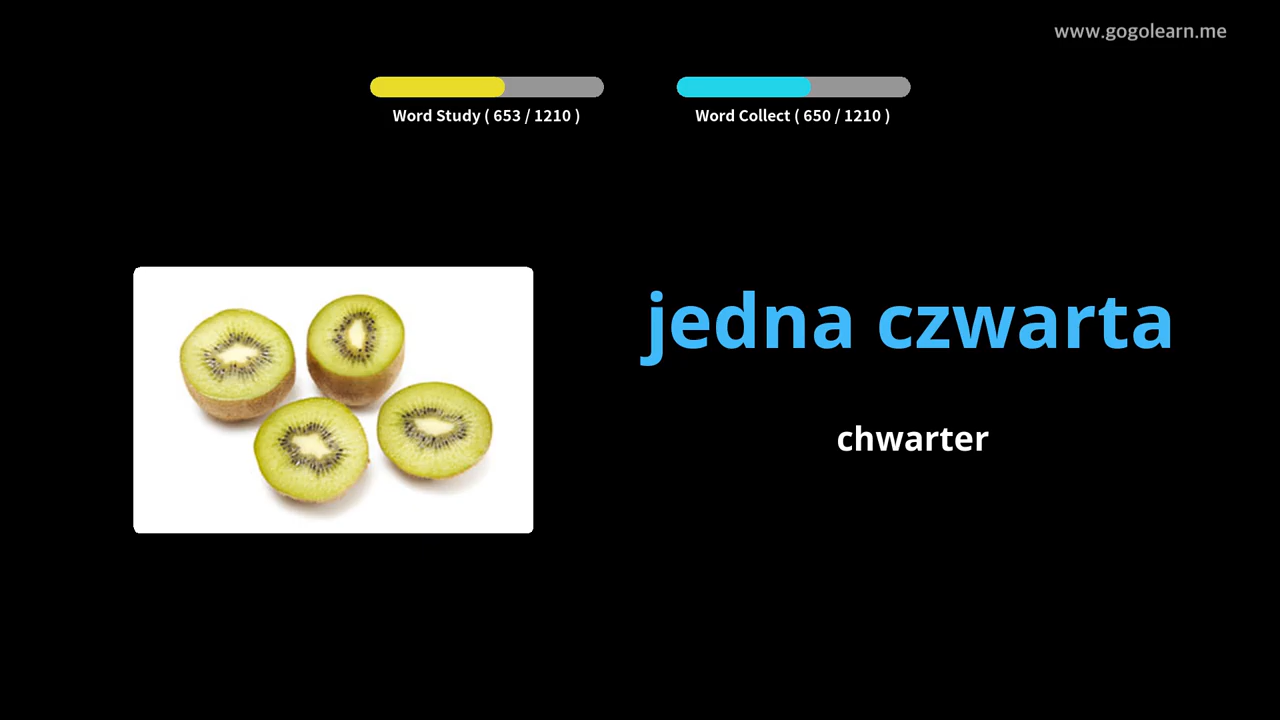 www.gogolearn.me
Word Study ( 653 / 1210 )
Word Collect ( 650 / 1210 )
jedna czwarta
chwarter